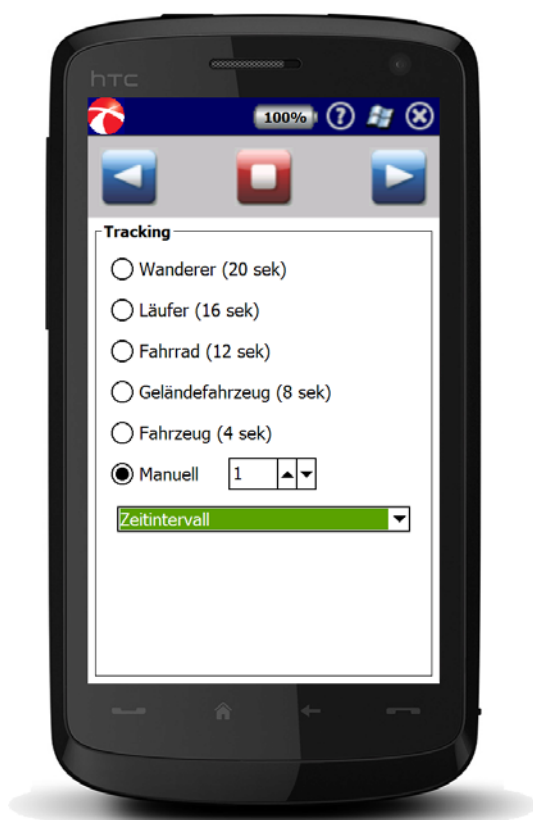 hTC
100% ?
Tracking
Wanderer (20 sek)
Läufer (16 sek)
Fahrrad (12 sek)
Geländefahrzeug (8 sek)
Fahrzeug (4 sek)
Manuell 1
Zeitintervall